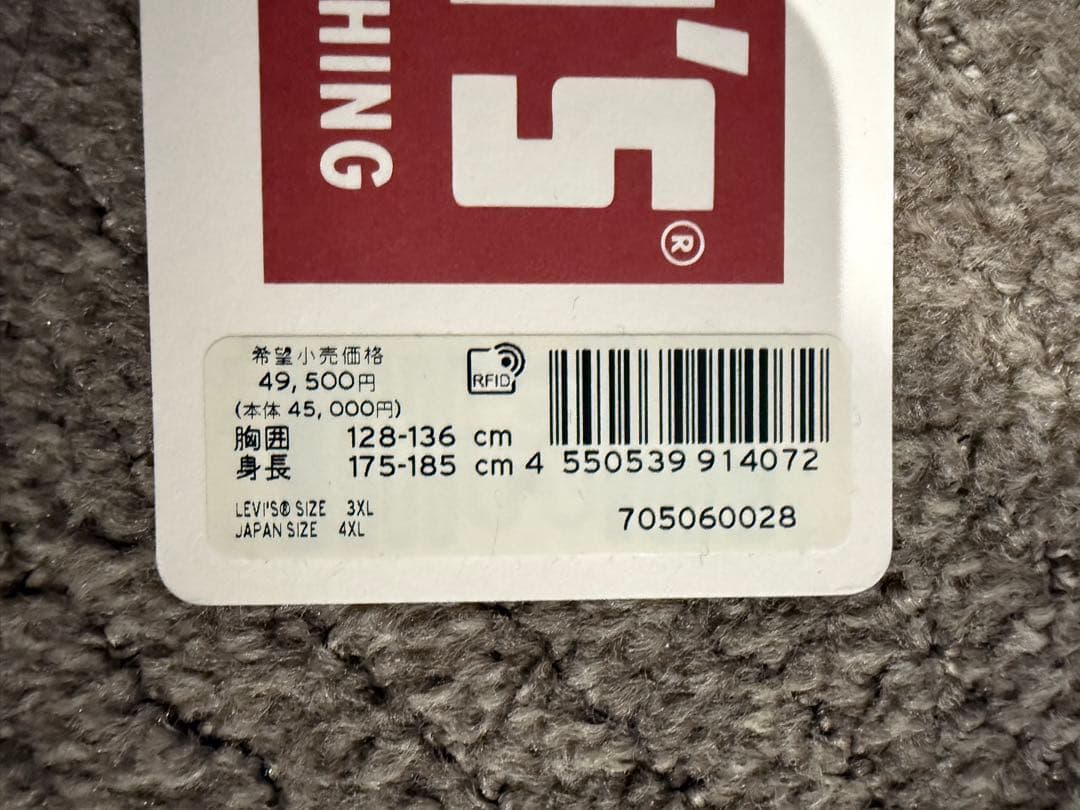 HING
'S®
希望小売価格
49,500円
(本体 45,000円)
胸囲 128-136 cm
身長 175-185 cm
LEVI'S® SIZE 3XL
JAPAN SIZE 4XL
RFID
4 550539 914072
705060028